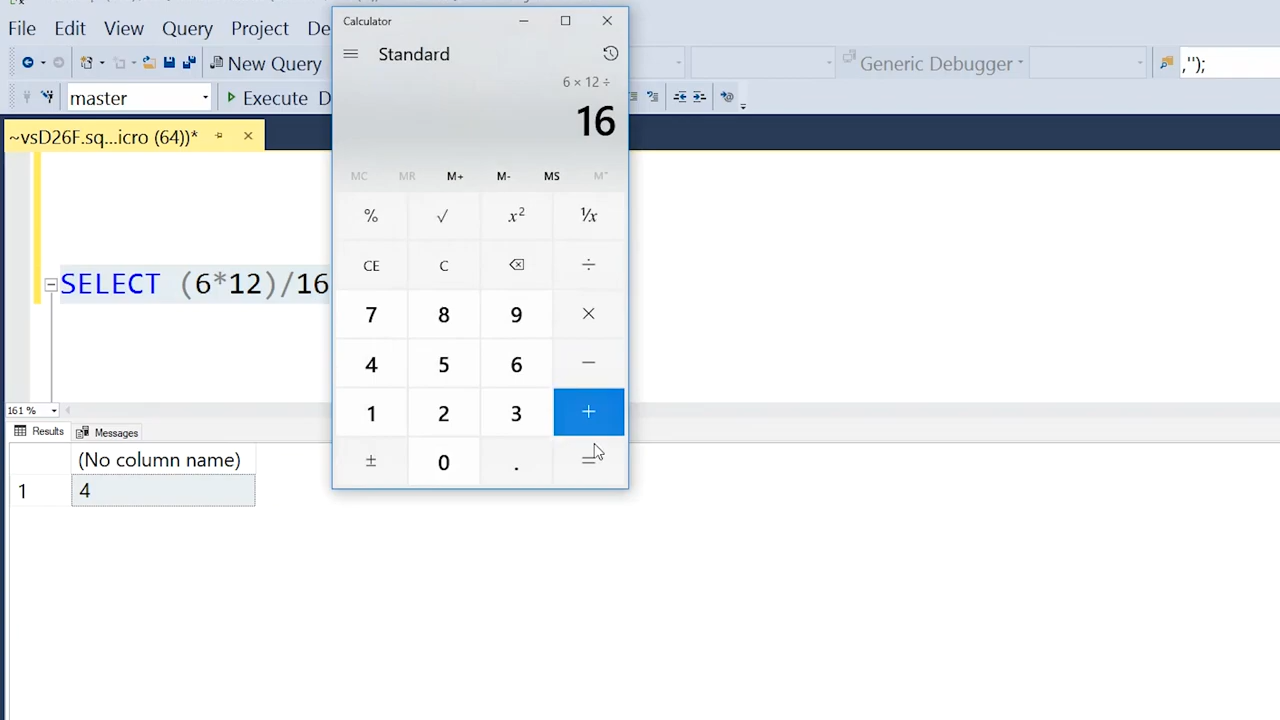 File Edit View Query Project De
New Query
Generic Debugger
,'');
master
Execute D
~vsD26F.sq...icro (64))*
SELECT (6*12)/16
161 %
Results Messages
(No column name)
1 4
Calculator
Standard
6 × 12 ÷
16
MC MR M+ M- MS M˅
% √ x² ¹/x
CE C ÷
7 8 9 ×
4 5 6 −
1 2 3 +
± 0 . =